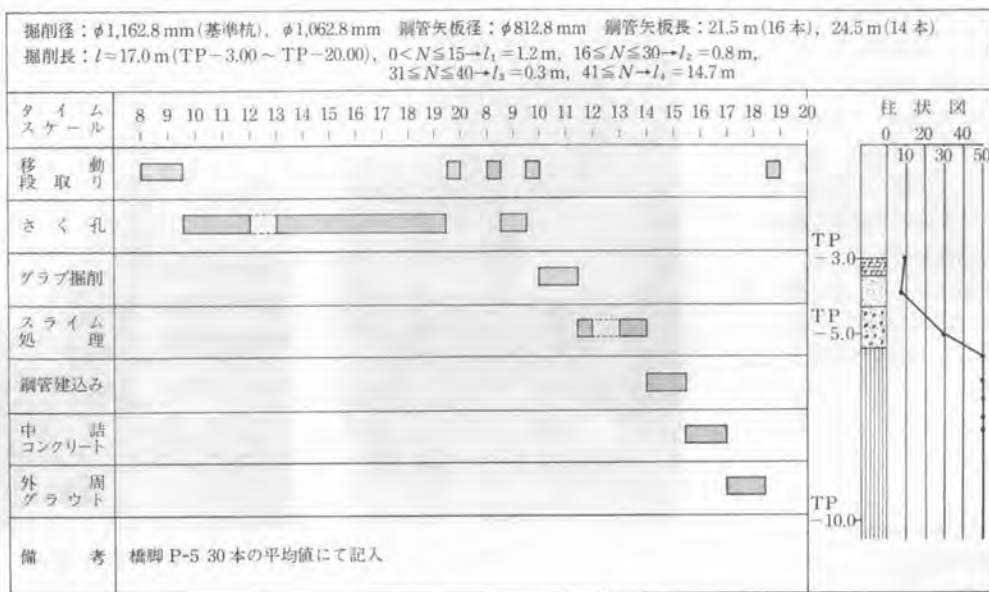 掘削径：φ1,162.8 mm (基準杭)，φ1,062.8 mm　鋼管矢板径：φ812.8 mm　鋼管矢板長：21.5 m (16 本)，24.5 m (14 本)
掘削長：l=17.0 m (TP−3.00 ～ TP−20.00)，0<N≦15→l₁=1.2 m，16≦N≦30→l₂=0.8 m，
31≦N≦40→l₃=0.3 m，41≦N→l₄=14.7 m
タイム
スケール
8 9 10 11 12 13 14 15 16 17 18 19 20 8 9 10 11 12 13 14 15 16 17 18 19 20
移動
段取り
さく孔
グラブ掘削
スライム
処理
鋼管建込み
中詰
コンクリート
外周
グラウト
備考
橋脚 P-5 30 本の平均値にて記入
柱状図
0 20 40
10 30 50
TP
−3.0
TP
−5.0
TP
−10.0